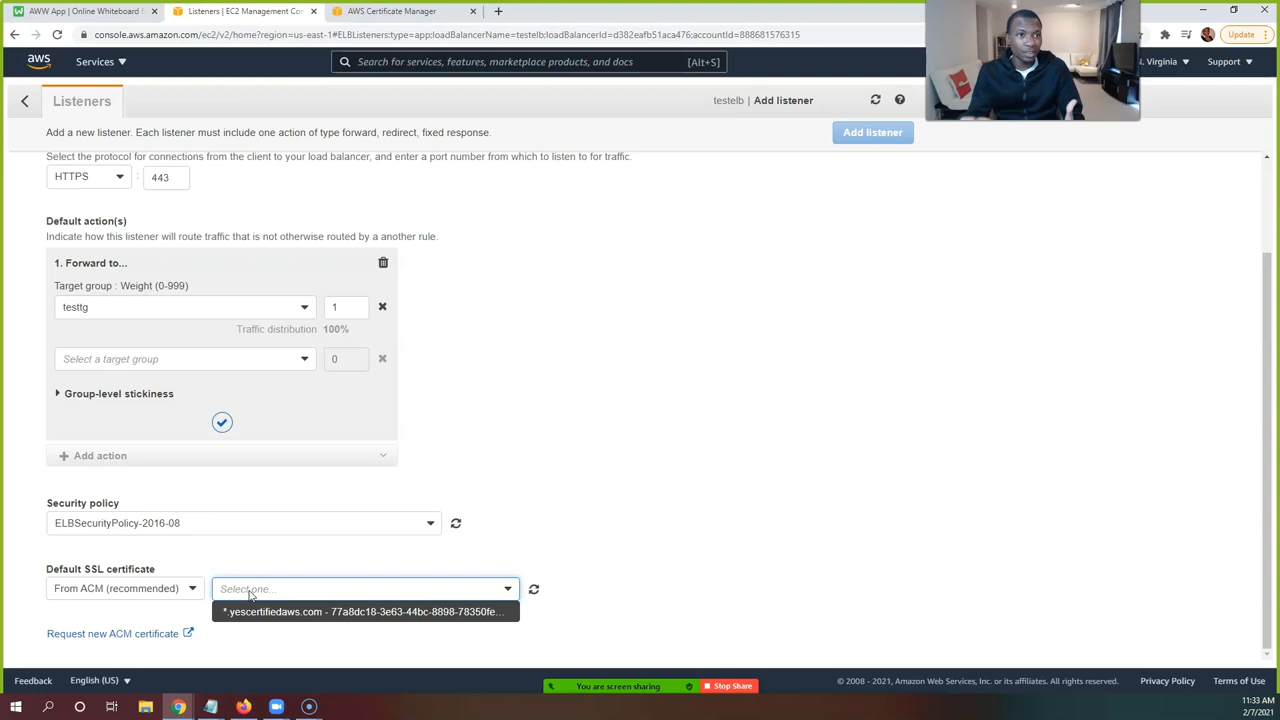 AWW App | Online Whiteboard
Listeners | EC2 Management Con
AWS Certificate Manager
console.aws.amazon.com/ec2/v2/home?region=us-east-1#ELBListeners:type=app;loadBalancerName=testelb;loadBalancerId=d382eafb51aca476;accountId=888681576315
Update
aws
Services
Search for services, features, marketplace products, and docs
[Alt+S]
N. Virginia
Support
Listeners
testelb | Add listener
Add a new listener. Each listener must include one action of type forward, redirect, fixed response.
Add listener
Select the protocol for connections from the client to your load balancer, and enter a port number from which to listen to for traffic.
HTTPS : 443
Default action(s)
Indicate how this listener will route traffic that is not otherwise routed by a another rule.
1. Forward to...
Target group : Weight (0-999)
testtg
1
Traffic distribution 100%
Select a target group
0
Group-level stickiness
Add action
Security policy
ELBSecurityPolicy-2016-08
Default SSL certificate
From ACM (recommended)
Select one...
*.yescertifiedaws.com - 77a8dc18-3e63-44bc-8898-78350fe...
Request new ACM certificate
Feedback
English (US)
© 2008 - 2021, Amazon Web Services, Inc. or its affiliates. All rights reserved.
Privacy Policy
Terms of Use
You are screen sharing
Stop Share
11:33 AM
2/7/2021